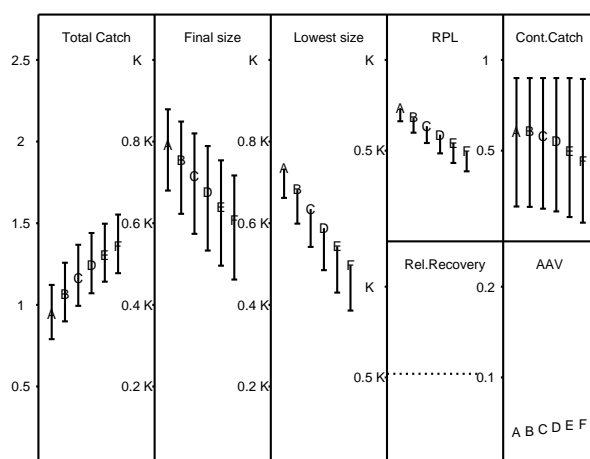 Total Catch Final size Lowest size RPL Cont.Catch
2.5 K K 1
2 0.8 K 0.8 K 0.5 K 0.5
1.5 0.6 K 0.6 K
1 0.4 K 0.4 K
0.5 0.2 K 0.2 K
A B C D E F
A B C D E F
A B C D E F
A B C D E F
A B C D E F
Rel.Recovery AAV
K 0.2
0.5 K 0.1
A B C D E F